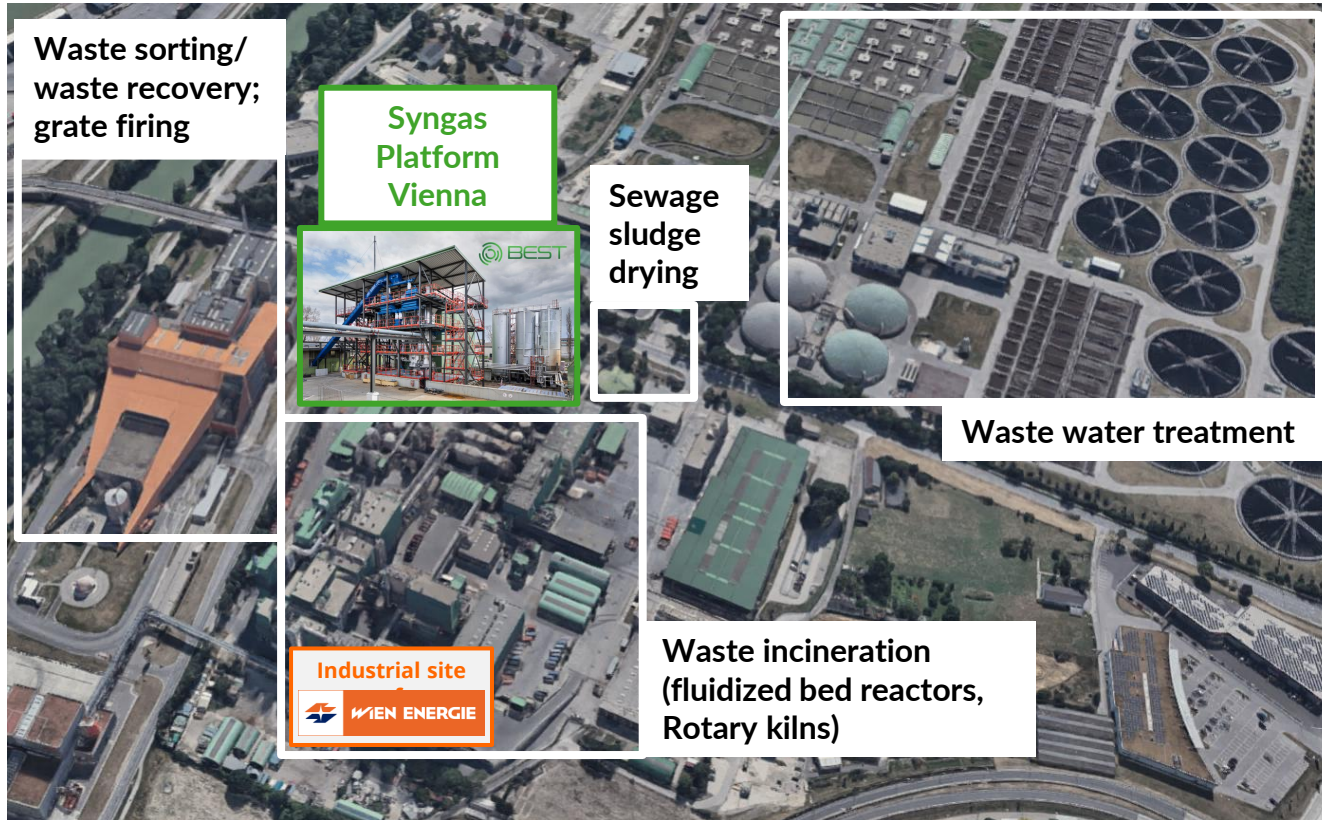 Waste sorting/
waste recovery;
grate firing
Syngas
Platform
Vienna
BEST
Sewage
sludge
drying
Waste water treatment
Industrial site
WIEN ENERGIE
Waste incineration
(fluidized bed reactors,
Rotary kilns)